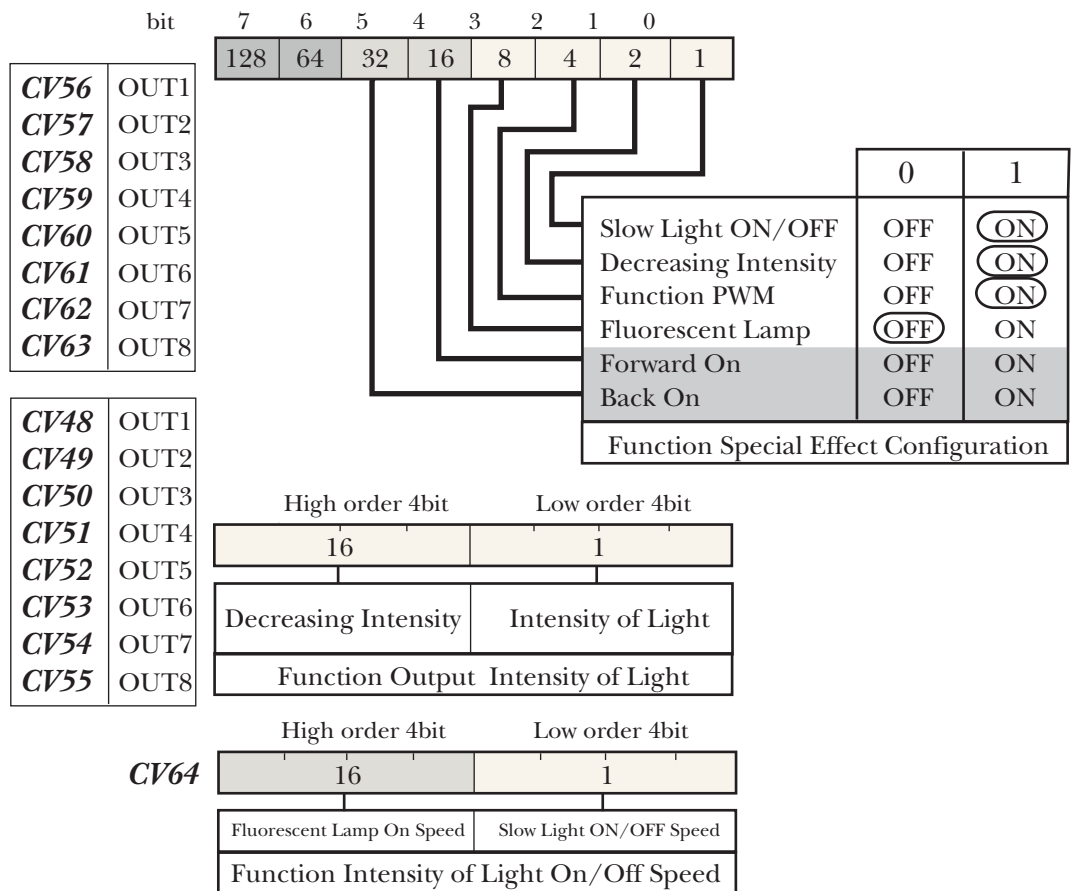 bit 7 6 5 4 3 2 1 0
128 64 32 16 8 4 2 1
CV56 OUT1
CV57 OUT2
CV58 OUT3
CV59 OUT4
CV60 OUT5
CV61 OUT6
CV62 OUT7
CV63 OUT8
0 1
Slow Light ON/OFF OFF ON
Decreasing Intensity OFF ON
Function PWM OFF ON
Fluorescent Lamp OFF ON
Forward On OFF ON
Back On OFF ON
Function Special Effect Configuration
CV48 OUT1
CV49 OUT2
CV50 OUT3
CV51 OUT4
CV52 OUT5
CV53 OUT6
CV54 OUT7
CV55 OUT8
High order 4bit Low order 4bit
16 1
Decreasing Intensity Intensity of Light
Function Output Intensity of Light
High order 4bit Low order 4bit
CV64 16 1
Fluorescent Lamp On Speed Slow Light ON/OFF Speed
Function Intensity of Light On/Off Speed